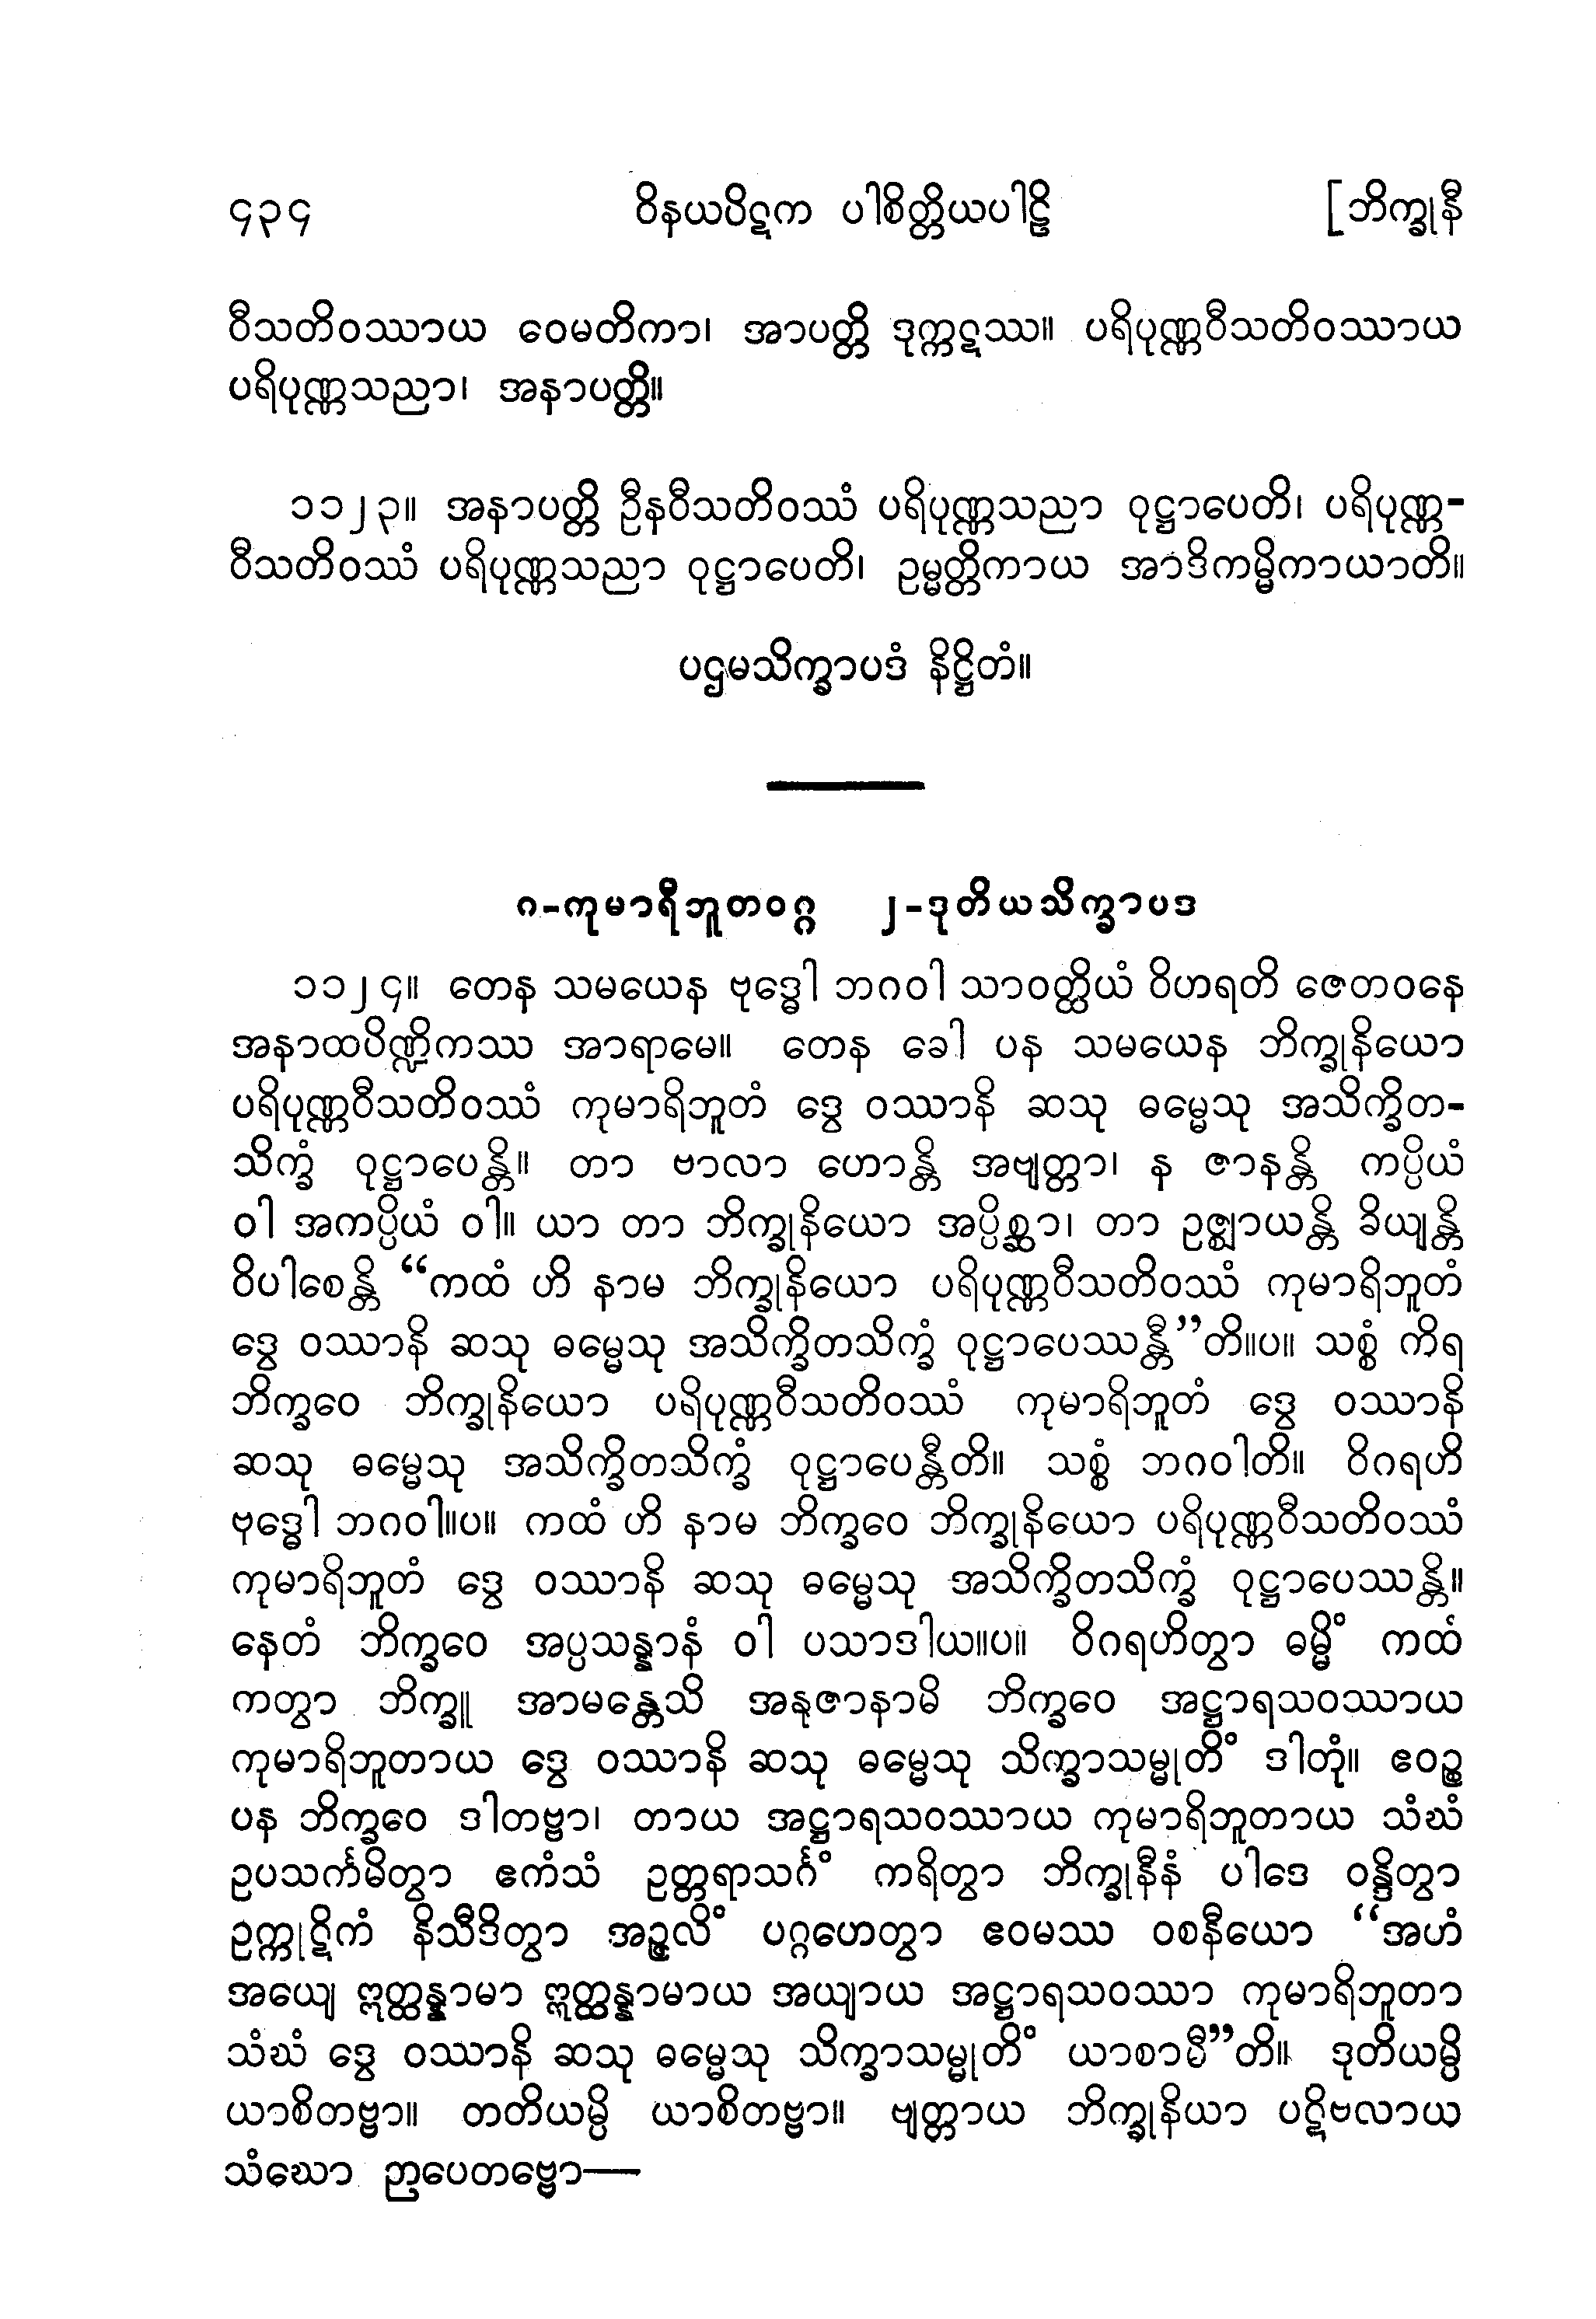 ၄၃၄ ဝိနယပိဋက ပါစိတ္တိယပါဠိ [ဘိက္ခုနီ
ဝီသတိဝဿာယ ဝေမတိကာ၊ အာပတ္တိ ဒုက္ကဋဿ။ ပရိပုဏ္ဏဝီသတိဝဿာယ
ပရိပုဏ္ဏသညာ၊ အနာပတ္တိ။
၁၁၂၃။ အနာပတ္တိ ဦနဝီသတိဝဿံ ပရိပုဏ္ဏသညာ ဝုဋ္ဌာပေတိ၊ ပရိပုဏ္ဏ-
ဝီသတိဝဿံ ပရိပုဏ္ဏသညာ ဝုဋ္ဌာပေတိ၊ ဥမ္မတ္တိကာယ အာဒိကမ္မိကာယာတိ။
ပဌမသိက္ခာပဒံ နိဋ္ဌိတံ။
ဂ-ကုမာရီဘူတဝဂ္ဂ ၂-ဒုတိယသိက္ခာပဒ
၁၁၂၄။ တေန သမယေန ဗုဒ္ဓေါ ဘဂဝါ သာဝတ္ထိယံ ဝိဟရတိ ဇေတဝနေ
အနာထပိဏ္ဍိကဿ အာရာမေ။ တေန ခေါ ပန သမယေန ဘိက္ခုနိယော
ပရိပုဏ္ဏဝီသတိဝဿံ ကုမာရိဘူတံ ဒွေ ဝဿာနိ ဆသု ဓမ္မေသု အသိက္ခိတ-
သိက္ခံ ဝုဋ္ဌာပေန္တိ။ တာ ဗာလာ ဟောန္တိ အဗျတ္တာ၊ န ဇာနန္တိ ကပ္ပိယံ
ဝါ အကပ္ပိယံ ဝါ။ ယာ တာ ဘိက္ခုနိယော အပ္ပိစ္ဆာ၊ တာ ဥဇ္ဈာယန္တိ ခိယျန္တိ
ဝိပါစေန္တိ “ကထံ ဟိ နာမ ဘိက္ခုနိယော ပရိပုဏ္ဏဝီသတိဝဿံ ကုမာရိဘူတံ
ဒွေ ဝဿာနိ ဆသု ဓမ္မေသု အသိက္ခိတသိက္ခံ ဝုဋ္ဌာပေဿန္တီ”တိ။ပ။ သစ္စံ ကိရ
ဘိက္ခဝေ ဘိက္ခုနိယော ပရိပုဏ္ဏဝီသတိဝဿံ ကုမာရိဘူတံ ဒွေ ဝဿာနိ
ဆသု ဓမ္မေသု အသိက္ခိတသိက္ခံ ဝုဋ္ဌာပေန္တီတိ။ သစ္စံ ဘဂဝါတိ။ ဝိဂရဟိ
ဗုဒ္ဓေါ ဘဂဝါ။ပ။ ကထံ ဟိ နာမ ဘိက္ခဝေ ဘိက္ခုနိယော ပရိပုဏ္ဏဝီသတိဝဿံ
ကုမာရိဘူတံ ဒွေ ဝဿာနိ ဆသု ဓမ္မေသု အသိက္ခိတသိက္ခံ ဝုဋ္ဌာပေဿန္တိ။
နေတံ ဘိက္ခဝေ အပ္ပသန္နာနံ ဝါ ပသာဒါယ။ပ။ ဝိဂရဟိတွာ ဓမ္မိံ ကထံ
ကတွာ ဘိက္ခူ အာမန္တေသိ အနုဇာနာမိ ဘိက္ခဝေ အဋ္ဌာရသဝဿာယ
ကုမာရိဘူတာယ ဒွေ ဝဿာနိ ဆသု ဓမ္မေသု သိက္ခာသမ္မုတိံ ဒါတုံ။ ဧဝဉ္စ
ပန ဘိက္ခဝေ ဒါတဗ္ဗာ၊ တာယ အဋ္ဌာရသဝဿာယ ကုမာရိဘူတာယ သံဃံ
ဥပသင်္ကမိတွာ ဧကံသံ ဥတ္တရာသင်္ဂံ ကရိတွာ ဘိက္ခုနီနံ ပါဒေ ဝန္ဒိတွာ
ဥက္ကုဋိကံ နိသီဒိတွာ အဉ္ဇလိံ ပဂ္ဂဟေတွာ ဧဝမဿ ဝစနီယော “အဟံ
အယျေ ဣတ္ထန္နာမာ ဣတ္ထန္နာမာယ အယျာယ အဋ္ဌာရသဝဿာ ကုမာရိဘူတာ
သံဃံ ဒွေ ဝဿာနိ ဆသု ဓမ္မေသု သိက္ခာသမ္မုတိံ ယာစာမီ”တိ။ ဒုတိယမ္ပိ
ယာစိတဗ္ဗာ။ တတိယမ္ပိ ယာစိတဗ္ဗာ။ ဗျတ္တာယ ဘိက္ခုနိယာ ပဋိဗလာယ
သံဃော ဉာပေတဗ္ဗော—